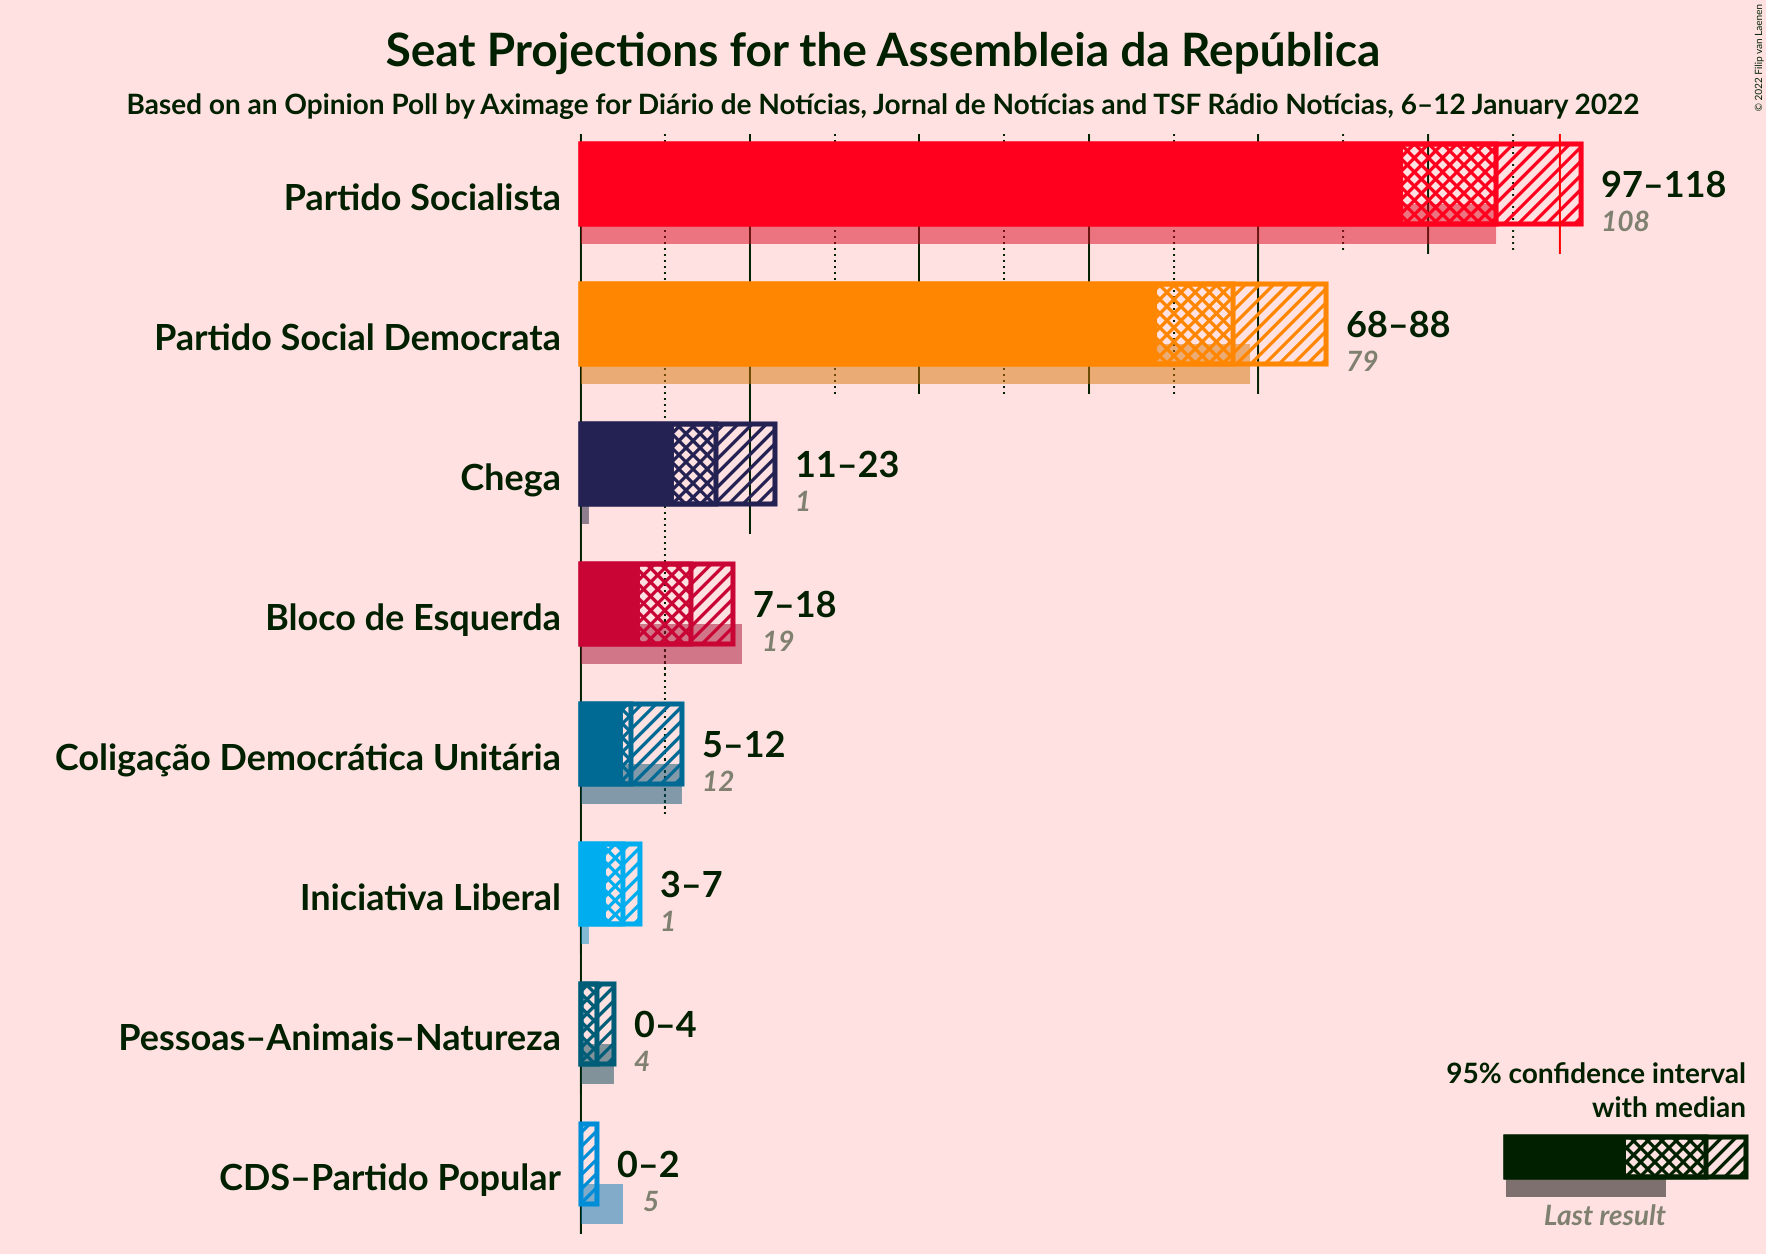 Seat Projections for the Assembleia da República
Based on an Opinion Poll by Aximage for Diário de Notícias, Jornal de Notícias and TSF Rádio Notícias, 6–12 January 2022
© 2022 Filip van Laenen
Partido Socialista
97–118
108
Partido Social Democrata
68–88
79
Chega
11–23
1
Bloco de Esquerda
7–18
19
Coligação Democrática Unitária
5–12
12
Iniciativa Liberal
3–7
1
Pessoas–Animais–Natureza
0–4
4
CDS–Partido Popular
0–2
5
95% confidence interval
with median
Last result